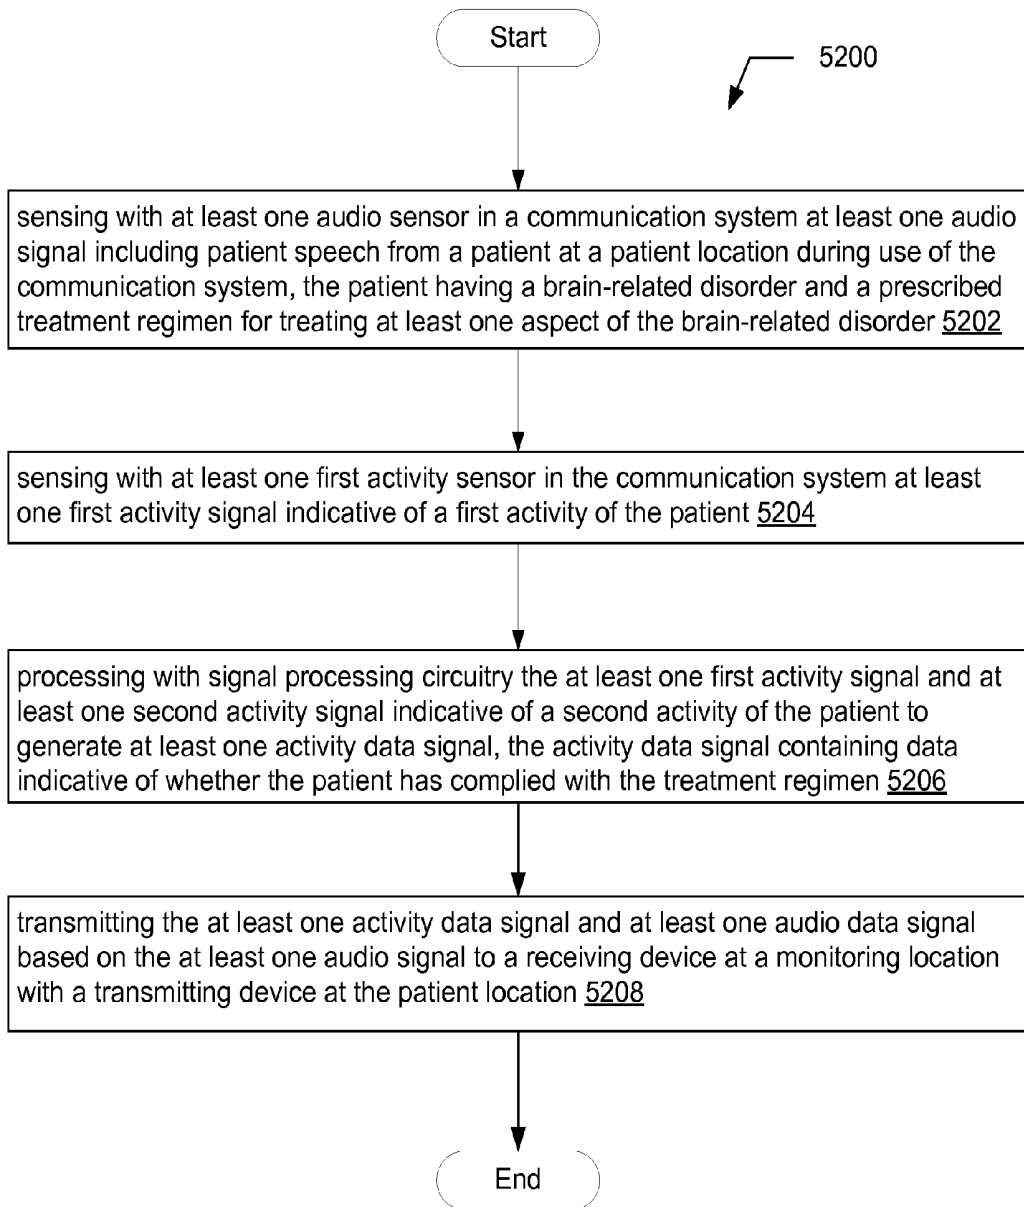 Start
5200
sensing with at least one audio sensor in a communication system at least one audio
signal including patient speech from a patient at a patient location during use of the
communication system, the patient having a brain-related disorder and a prescribed
treatment regimen for treating at least one aspect of the brain-related disorder 5202
sensing with at least one first activity sensor in the communication system at least
one first activity signal indicative of a first activity of the patient 5204
processing with signal processing circuitry the at least one first activity signal and at
least one second activity signal indicative of a second activity of the patient to
generate at least one activity data signal, the activity data signal containing data
indicative of whether the patient has complied with the treatment regimen 5206
transmitting the at least one activity data signal and at least one audio data signal
based on the at least one audio signal to a receiving device at a monitoring location
with a transmitting device at the patient location 5208
End